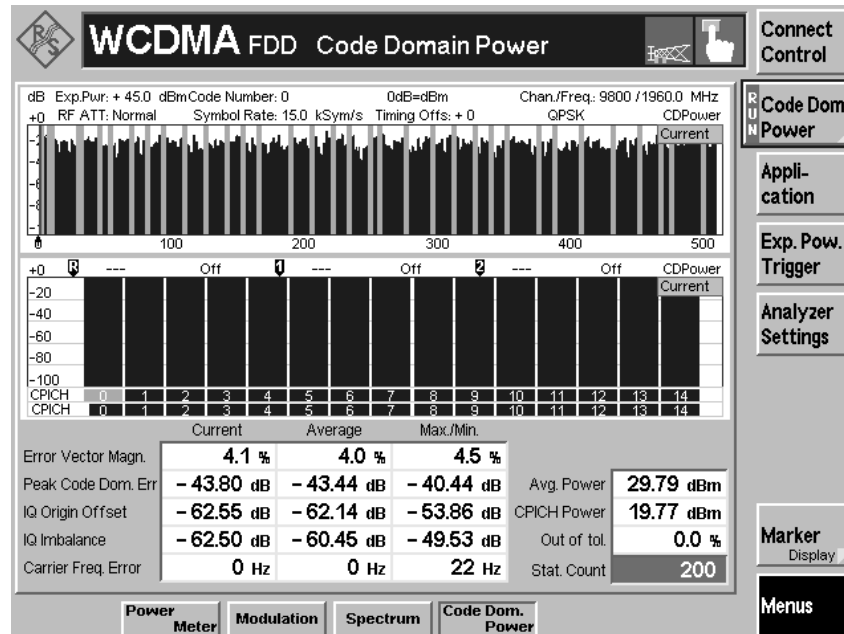 R&S
WCDMA FDD Code Domain Power
Connect Control
dB Exp.Pwr: + 45.0 dBm Code Number: 0 0dB=dBm Chan./Freq.: 9800 / 1960.0 MHz
+0 RF ATT: Normal Symbol Rate: 15.0 kSym/s Timing Offs: + 0 QPSK CDPower
Current
-4
-6
-8
0 100 200 300 400 500
RUN Code Dom. Power
Appli-cation
Exp. Pow. Trigger
Analyzer Settings
+0 R --- Off 1 --- Off 2 --- Off CDPower
Current
-20
-40
-60
-80
-100
CPICH 0 1 2 3 4 5 6 7 8 9 10 11 12 13 14
CPICH 0 1 2 3 4 5 6 7 8 9 10 11 12 13 14
Current Average Max./Min.
Error Vector Magn. 4.1 % 4.0 % 4.5 %
Peak Code Dom. Err - 43.80 dB - 43.44 dB - 40.44 dB Avg. Power 29.79 dBm
IQ Origin Offset - 62.55 dB - 62.14 dB - 53.86 dB CPICH Power 19.77 dBm
IQ Imbalance - 62.50 dB - 60.45 dB - 49.53 dB Out of tol. 0.0 %
Carrier Freq. Error 0 Hz 0 Hz 22 Hz Stat. Count 200
Marker
Display
Power Meter
Modulation
Spectrum
Code Dom. Power
Menus